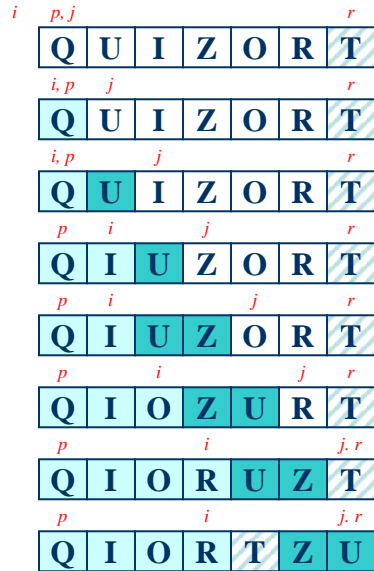 i p, j r
Q U I Z O R T
i, p j r
Q U I Z O R T
i, p j r
Q U I Z O R T
p i j r
Q I U Z O R T
p i j r
Q I U Z O R T
p i j r
Q I O Z U R T
p i j. r
Q I O R U Z T
p i j. r
Q I O R T Z U